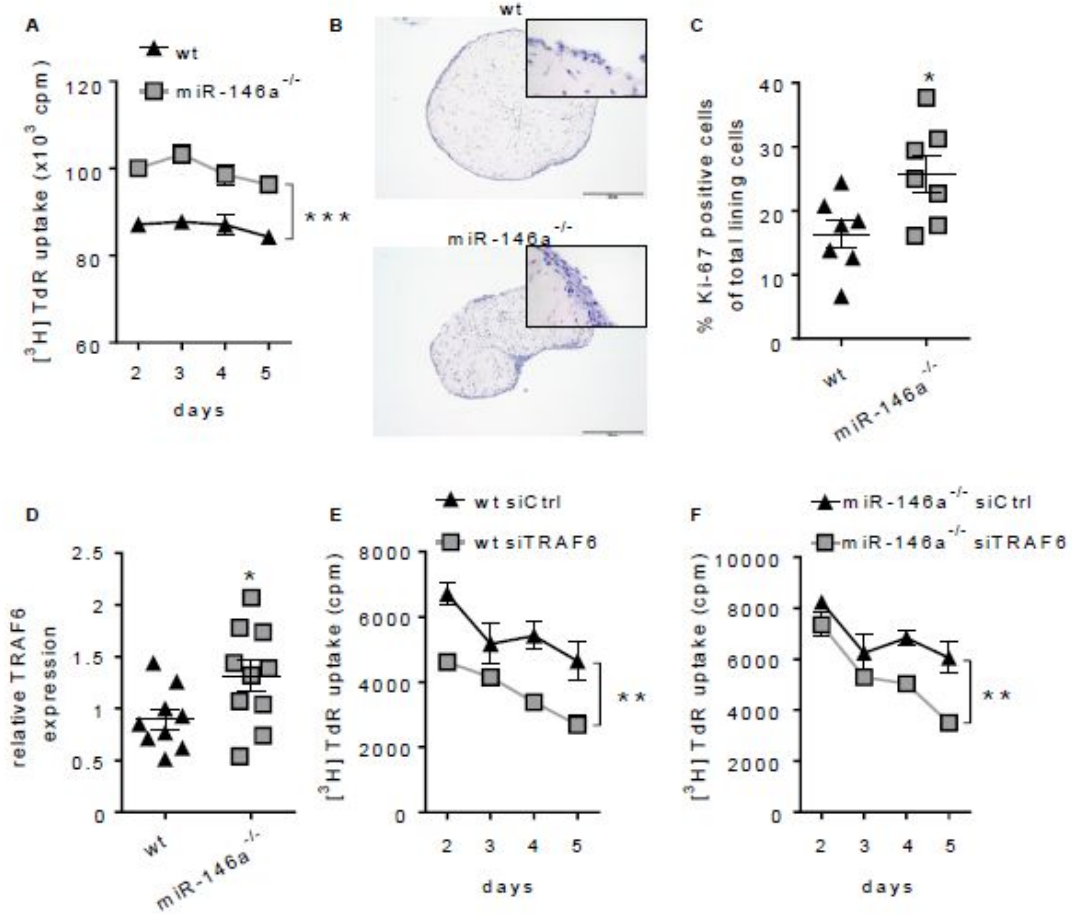 A
wt
miR-146a-/-
[3H] TdR uptake (x103 cpm)
120
100
80
60
2 3 4 5
days
***
B
wt
miR-146a-/-
C
% Ki-67 positive cells
of total lining cells
40
30
20
10
0
*
wt
miR-146a-/-
D
relative TRAF6
expression
2.5
2
1.5
1
0.5
0
*
wt
miR-146a-/-
E
wt siCtrl
wt siTRAF6
[3H] TdR uptake (cpm)
8000
6000
4000
2000
0
2 3 4 5
days
**
F
miR-146a-/- siCtrl
miR-146a-/- siTRAF6
[3H] TdR uptake (cpm)
10000
8000
6000
4000
2000
0
2 3 4 5
days
**